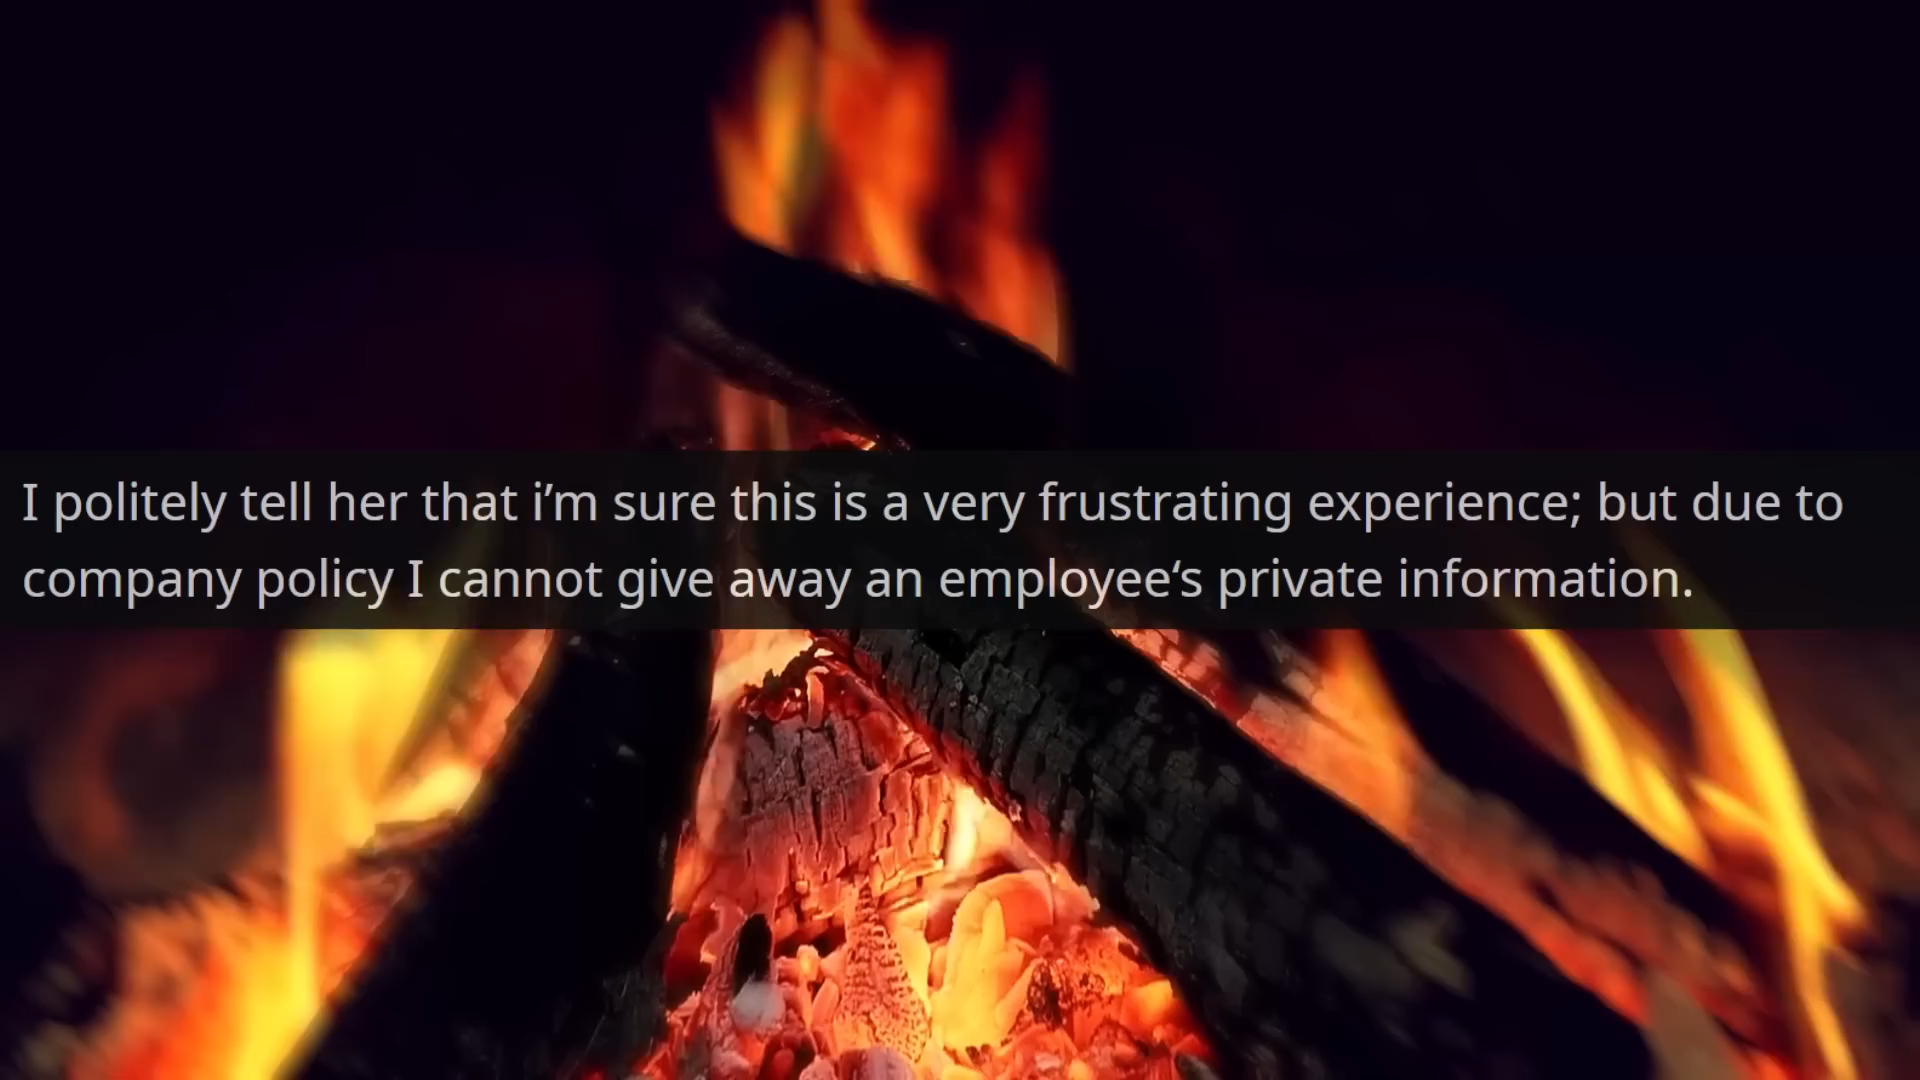 I politely tell her that i’m sure this is a very frustrating experience; but due to
company policy I cannot give away an employee‘s private information.